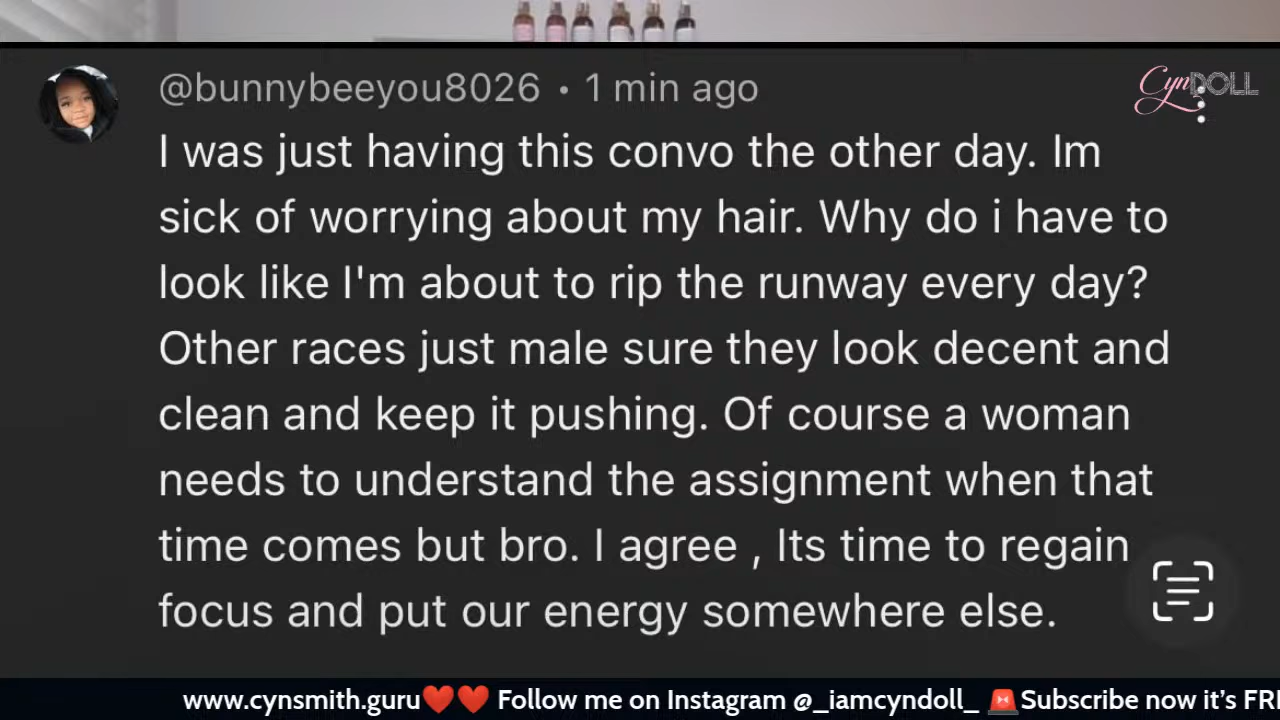 @bunnybeeyou8026 • 1 min ago
CynDOLL
I was just having this convo the other day. Im
sick of worrying about my hair. Why do i have to
look like I'm about to rip the runway every day?
Other races just male sure they look decent and
clean and keep it pushing. Of course a woman
needs to understand the assignment when that
time comes but bro. I agree , Its time to regain
focus and put our energy somewhere else.
www.cynsmith.guru❤️❤️ Follow me on Instagram @_iamcyndoll_ 🚨Subscribe now it’s FRE